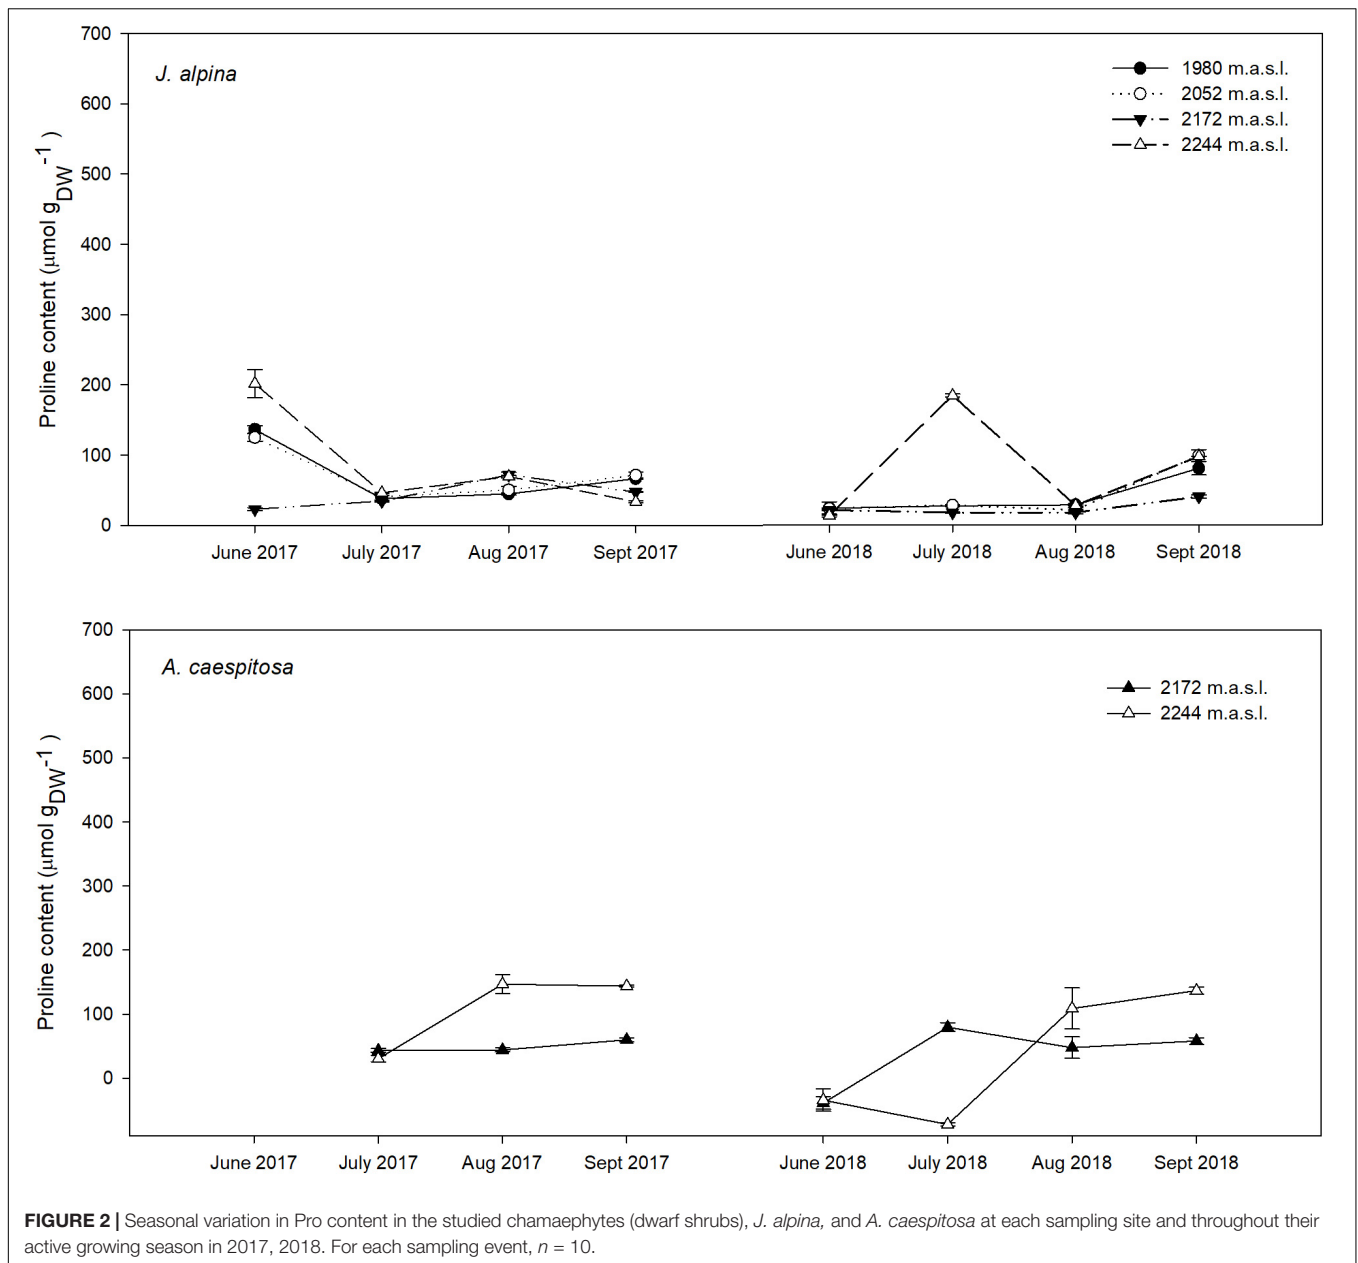 700
600
500
400
300
200
100
0
Proline content (μmol gDW-1)
J. alpina
1980 m.a.s.l.
2052 m.a.s.l.
2172 m.a.s.l.
2244 m.a.s.l.
June 2017 July 2017 Aug 2017 Sept 2017 June 2018 July 2018 Aug 2018 Sept 2018
700
600
500
400
300
200
100
0
Proline content (μmol gDW-1)
A. caespitosa
2172 m.a.s.l.
2244 m.a.s.l.
June 2017 July 2017 Aug 2017 Sept 2017 June 2018 July 2018 Aug 2018 Sept 2018
FIGURE 2 | Seasonal variation in Pro content in the studied chamaephytes (dwarf shrubs), J. alpina, and A. caespitosa at each sampling site and throughout their
active growing season in 2017, 2018. For each sampling event, n = 10.